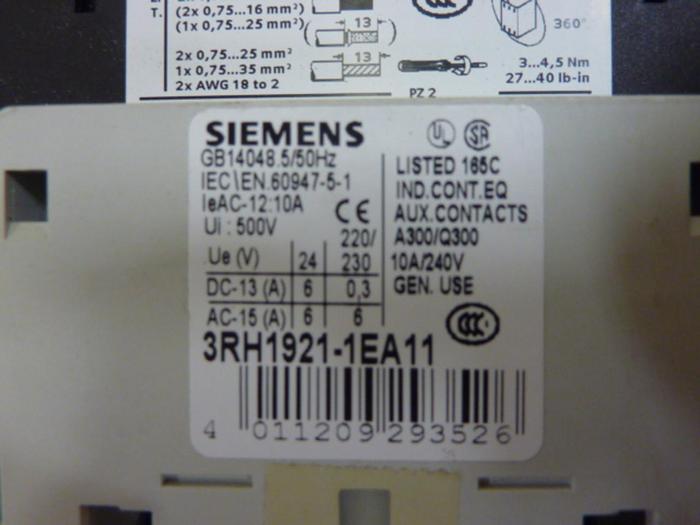 T.
(2x 0,75...16 mm²)
(1x 0,75...25 mm²)
13
13
2x 0,75...25 mm²
1x 0,75...35 mm²
2x AWG 18 to 2
PZ 2
360°
3...4,5 Nm
27...40 lb-in
SIEMENS
GB14048.5/50Hz
IEC\EN.60947-5-1
IeAC-12:10A
Ui : 500V
CE
Ue (V) 24 220/ 230
DC-13 (A) 6 0,3
AC-15 (A) 6 6
UL SA
LISTED 165C
IND.CONT.EQ
AUX.CONTACTS
A300/Q300
10A/240V
GEN. USE
CCC
3RH1921-1EA11
4 011209 293526